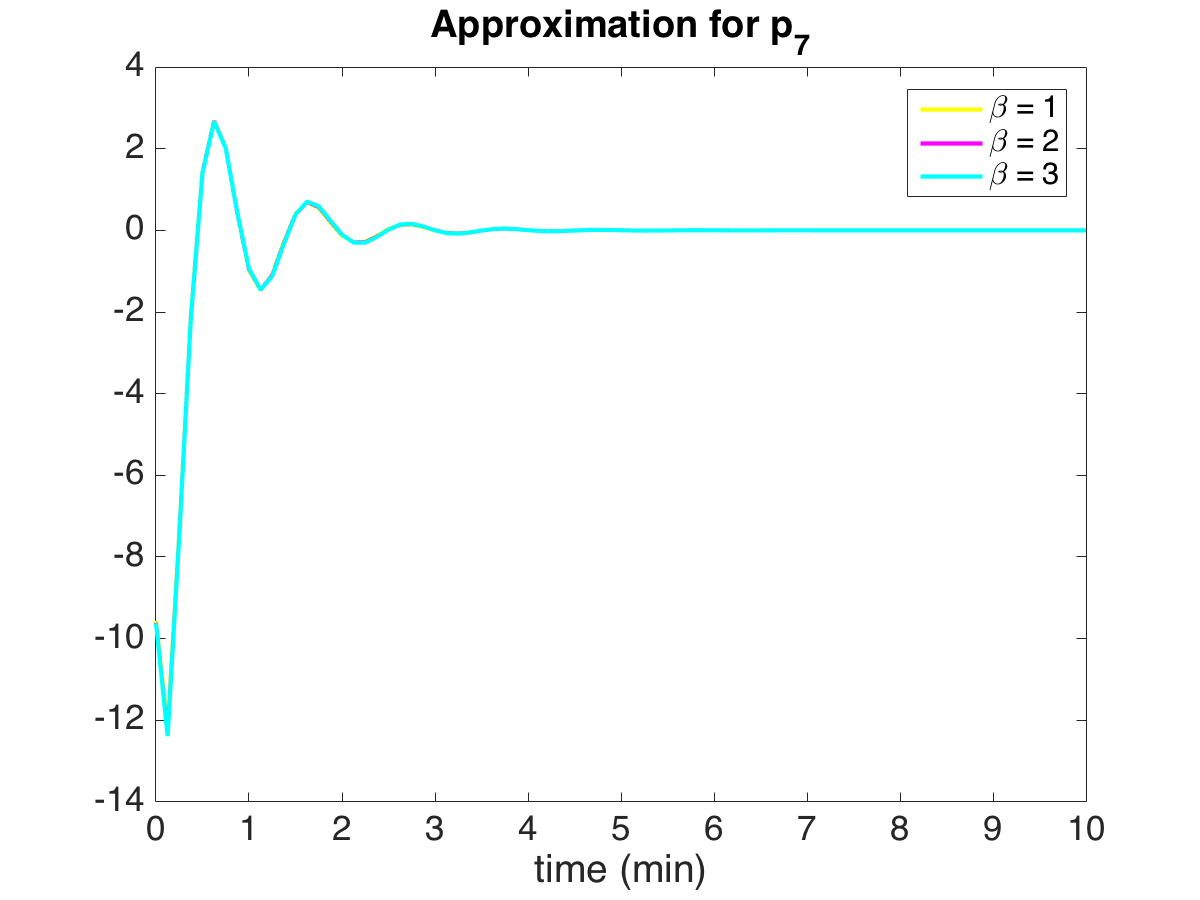 Approximation for p₇
4
2
0
-2
-4
-6
-8
-10
-12
-14
β = 1
β = 2
β = 3
0 1 2 3 4 5 6 7 8 9 10
time (min)